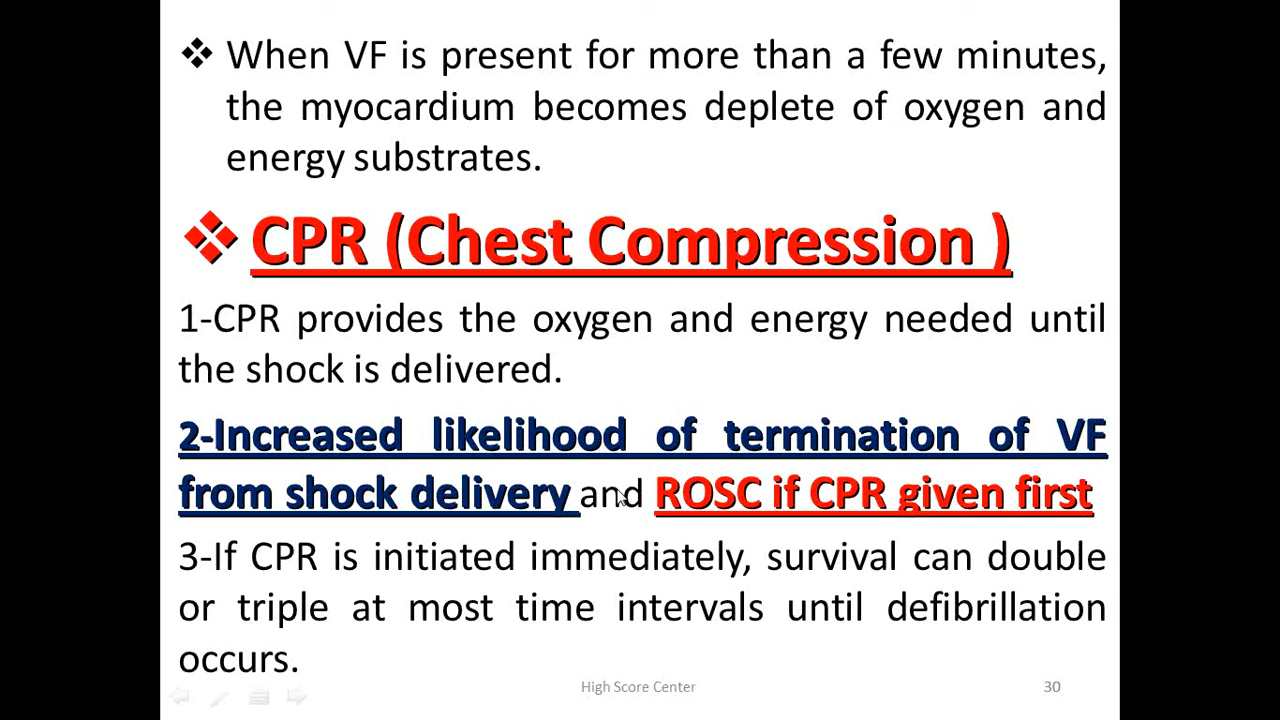 ❖ When VF is present for more than a few minutes,
the myocardium becomes deplete of oxygen and
energy substrates.
❖ CPR (Chest Compression )
1-CPR provides the oxygen and energy needed until
the shock is delivered.
2-Increased likelihood of termination of VF
from shock delivery and ROSC if CPR given first
3-If CPR is initiated immediately, survival can double
or triple at most time intervals until defibrillation
occurs.
High Score Center
30